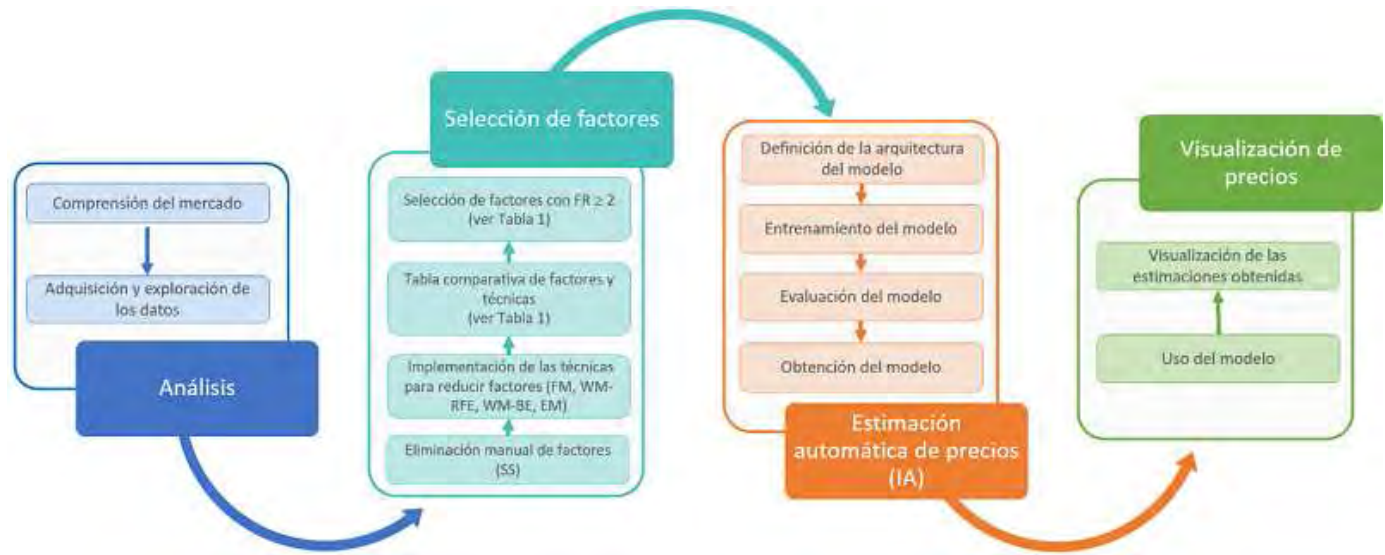 Comprensión del mercado
Adquisición y exploración de
los datos
Análisis
Selección de factores
Selección de factores con FR ≥ 2
(ver Tabla 1)
Tabla comparativa de factores y
técnicas
(ver Tabla 1)
Implementación de las técnicas
para reducir factores (FM, WM-
RFE, WM-BE, EM)
Eliminación manual de factores
(SS)
Definición de la arquitectura
del modelo
Entrenamiento del modelo
Evaluación del modelo
Obtención del modelo
Estimación
automática de precios
(IA)
Visualización de
precios
Visualización de las
estimaciones obtenidas
Uso del modelo